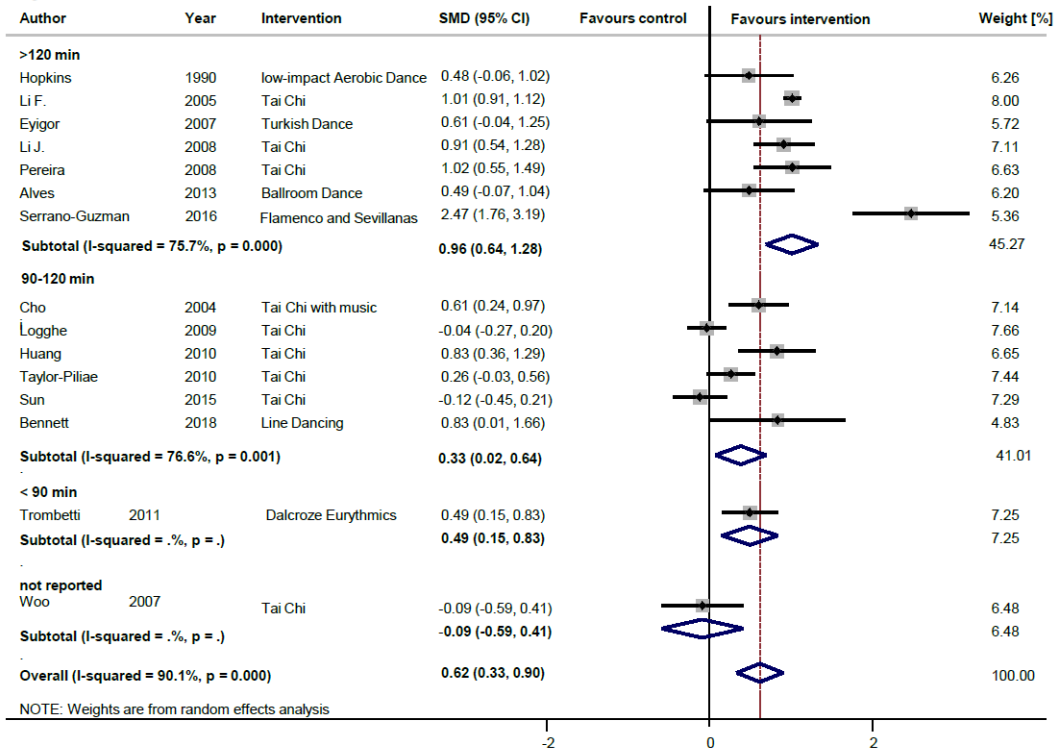 Author Year Intervention SMD (95% CI) Favours control Favours intervention Weight [%]
>120 min
Hopkins 1990 low-impact Aerobic Dance 0.48 (-0.06, 1.02) 6.26
Li F. 2005 Tai Chi 1.01 (0.91, 1.12) 8.00
Eyigor 2007 Turkish Dance 0.61 (-0.04, 1.25) 5.72
Li J. 2008 Tai Chi 0.91 (0.54, 1.28) 7.11
Pereira 2008 Tai Chi 1.02 (0.55, 1.49) 6.63
Alves 2013 Ballroom Dance 0.49 (-0.07, 1.04) 6.20
Serrano-Guzman 2016 Flamenco and Sevillanas 2.47 (1.76, 3.19) 5.36
Subtotal (I-squared = 75.7%, p = 0.000) 0.96 (0.64, 1.28) 45.27
90-120 min
Cho 2004 Tai Chi with music 0.61 (0.24, 0.97) 7.14
Logghe 2009 Tai Chi -0.04 (-0.27, 0.20) 7.66
Huang 2010 Tai Chi 0.83 (0.36, 1.29) 6.65
Taylor-Piliae 2010 Tai Chi 0.26 (-0.03, 0.56) 7.44
Sun 2015 Tai Chi -0.12 (-0.45, 0.21) 7.29
Bennett 2018 Line Dancing 0.83 (0.01, 1.66) 4.83
Subtotal (I-squared = 76.6%, p = 0.001) 0.33 (0.02, 0.64) 41.01
.
< 90 min
Trombetti 2011 Dalcroze Eurythmics 0.49 (0.15, 0.83) 7.25
Subtotal (I-squared = .%, p = .) 0.49 (0.15, 0.83) 7.25
.
not reported
Woo 2007 Tai Chi -0.09 (-0.59, 0.41) 6.48
Subtotal (I-squared = .%, p = .) -0.09 (-0.59, 0.41) 6.48
.
Overall (I-squared = 90.1%, p = 0.000) 0.62 (0.33, 0.90) 100.00
NOTE: Weights are from random effects analysis
-2 0 2